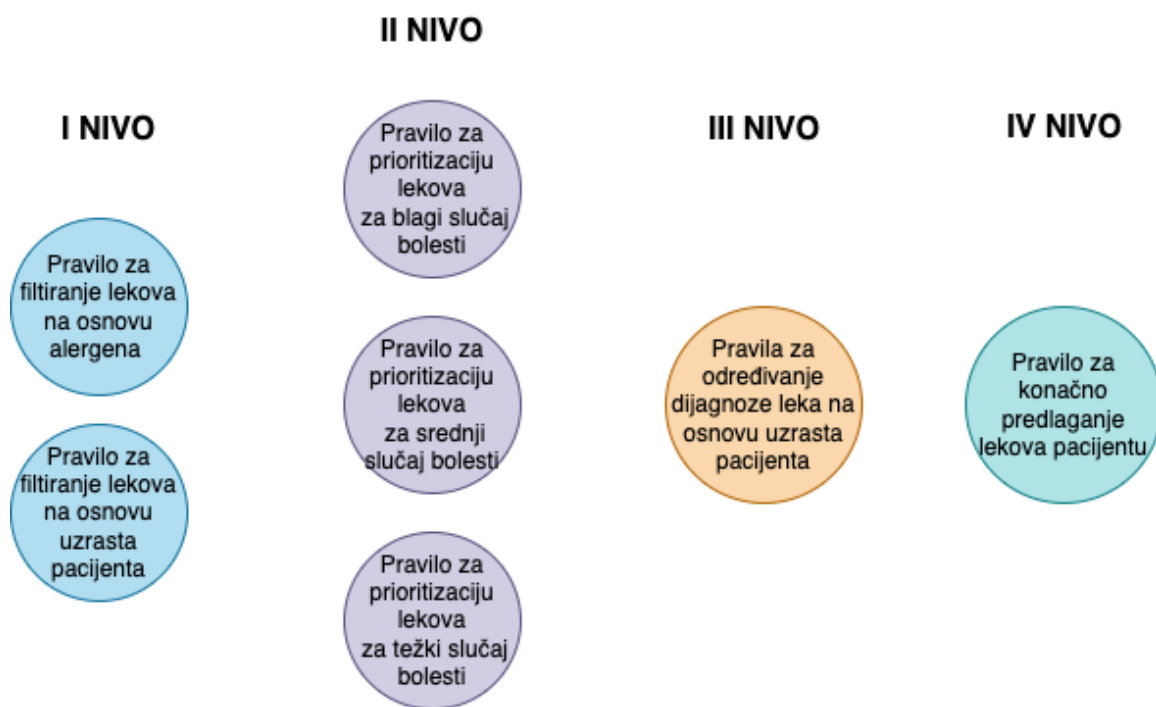 II NIVO
I NIVO
III NIVO
IV NIVO
Pravilo za
filtiranje lekova
na osnovu
alergena
Pravilo za
filtiranje lekova
na osnovu
uzrasta
pacijenta
Pravilo za
prioritizaciju
lekova
za blagi slučaj
bolesti
Pravilo za
prioritizaciju
lekova
za srednji
slučaj bolesti
Pravilo za
prioritizaciju
lekova
za težki slučaj
bolesti
Pravila za
određivanje
dijagnoze leka na
osnovu uzrasta
pacijenta
Pravilo za
konačno
predlaganje
lekova pacijentu